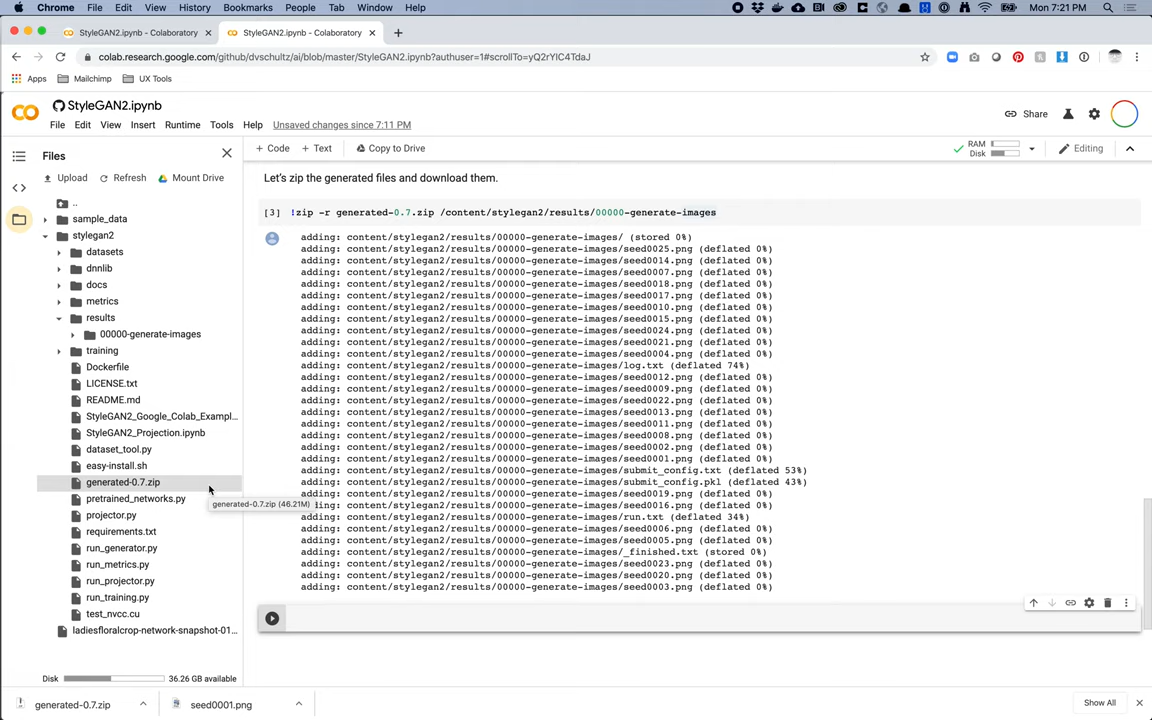 Chrome File Edit View History Bookmarks People Tab Window Help Mon 7:21 PM
StyleGAN2.ipynb - Colaboratory StyleGAN2.ipynb - Colaboratory
colab.research.google.com/github/dvschultz/ai/blob/master/StyleGAN2.ipynb?authuser=1#scrollTo=yQ2rYlC4TdaJ
Apps Mailchimp UX Tools
StyleGAN2.ipynb
Share
File Edit View Insert Runtime Tools Help Unsaved changes since 7:11 PM
Files
+ Code + Text Copy to Drive
RAM
Disk
Editing
Upload Refresh Mount Drive
..
sample_data
stylegan2
datasets
dnnlib
docs
metrics
results
00000-generate-images
training
Dockerfile
LICENSE.txt
README.md
StyleGAN2_Google_Colab_Exampl...
StyleGAN2_Projection.ipynb
dataset_tool.py
easy-install.sh
generated-0.7.zip
pretrained_networks.py
projector.py
requirements.txt
run_generator.py
run_metrics.py
run_projector.py
run_training.py
test_nvcc.cu
ladiesfloralcrop-network-snapshot-01...
Disk 36.26 GB available
generated-0.7.zip (46.21M)
Let's zip the generated files and download them.
[3] !zip -r generated-0.7.zip /content/stylegan2/results/00000-generate-images
adding: content/stylegan2/results/00000-generate-images/ (stored 0%)
adding: content/stylegan2/results/00000-generate-images/seed0025.png (deflated 0%)
adding: content/stylegan2/results/00000-generate-images/seed0014.png (deflated 0%)
adding: content/stylegan2/results/00000-generate-images/seed0007.png (deflated 0%)
adding: content/stylegan2/results/00000-generate-images/seed0018.png (deflated 0%)
adding: content/stylegan2/results/00000-generate-images/seed0017.png (deflated 0%)
adding: content/stylegan2/results/00000-generate-images/seed0010.png (deflated 0%)
adding: content/stylegan2/results/00000-generate-images/seed0015.png (deflated 0%)
adding: content/stylegan2/results/00000-generate-images/seed0024.png (deflated 0%)
adding: content/stylegan2/results/00000-generate-images/seed0021.png (deflated 0%)
adding: content/stylegan2/results/00000-generate-images/seed0004.png (deflated 0%)
adding: content/stylegan2/results/00000-generate-images/log.txt (deflated 74%)
adding: content/stylegan2/results/00000-generate-images/seed0012.png (deflated 0%)
adding: content/stylegan2/results/00000-generate-images/seed0009.png (deflated 0%)
adding: content/stylegan2/results/00000-generate-images/seed0022.png (deflated 0%)
adding: content/stylegan2/results/00000-generate-images/seed0013.png (deflated 0%)
adding: content/stylegan2/results/00000-generate-images/seed0011.png (deflated 0%)
adding: content/stylegan2/results/00000-generate-images/seed0008.png (deflated 0%)
adding: content/stylegan2/results/00000-generate-images/seed0002.png (deflated 0%)
adding: content/stylegan2/results/00000-generate-images/seed0001.png (deflated 0%)
adding: content/stylegan2/results/00000-generate-images/submit_config.txt (deflated 53%)
adding: content/stylegan2/results/00000-generate-images/submit_config.pkl (deflated 43%)
adding: content/stylegan2/results/00000-generate-images/seed0019.png (deflated 0%)
adding: content/stylegan2/results/00000-generate-images/seed0016.png (deflated 0%)
adding: content/stylegan2/results/00000-generate-images/run.txt (deflated 34%)
adding: content/stylegan2/results/00000-generate-images/seed0006.png (deflated 0%)
adding: content/stylegan2/results/00000-generate-images/seed0005.png (deflated 0%)
adding: content/stylegan2/results/00000-generate-images/_finished.txt (stored 0%)
adding: content/stylegan2/results/00000-generate-images/seed0023.png (deflated 0%)
adding: content/stylegan2/results/00000-generate-images/seed0020.png (deflated 0%)
adding: content/stylegan2/results/00000-generate-images/seed0003.png (deflated 0%)
generated-0.7.zip seed0001.png Show All